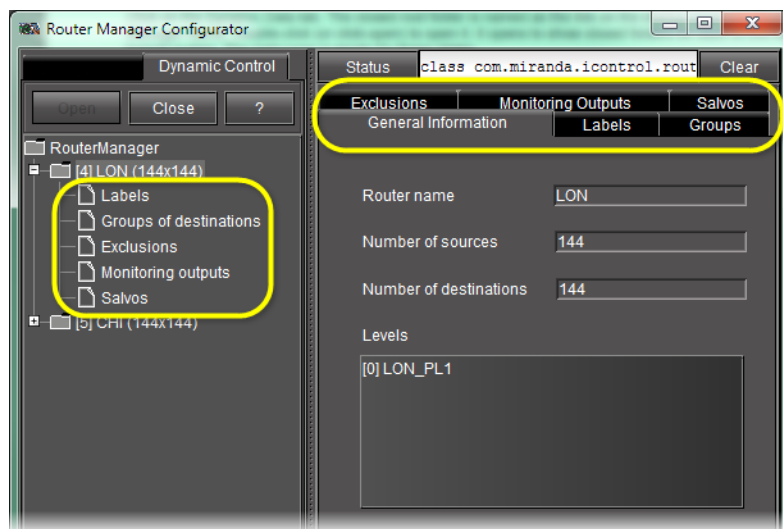 Router Manager Configurator
Dynamic Control
Open
Close
?
RouterManager
[4] LON (144x144)
Labels
Groups of destinations
Exclusions
Monitoring outputs
Salvos
[5] CHI (144x144)
Status
class com.miranda.icontrol.rout
Clear
Exclusions
Monitoring Outputs
Salvos
General Information
Labels
Groups
Router name
LON
Number of sources
144
Number of destinations
144
Levels
[0] LON_PL1